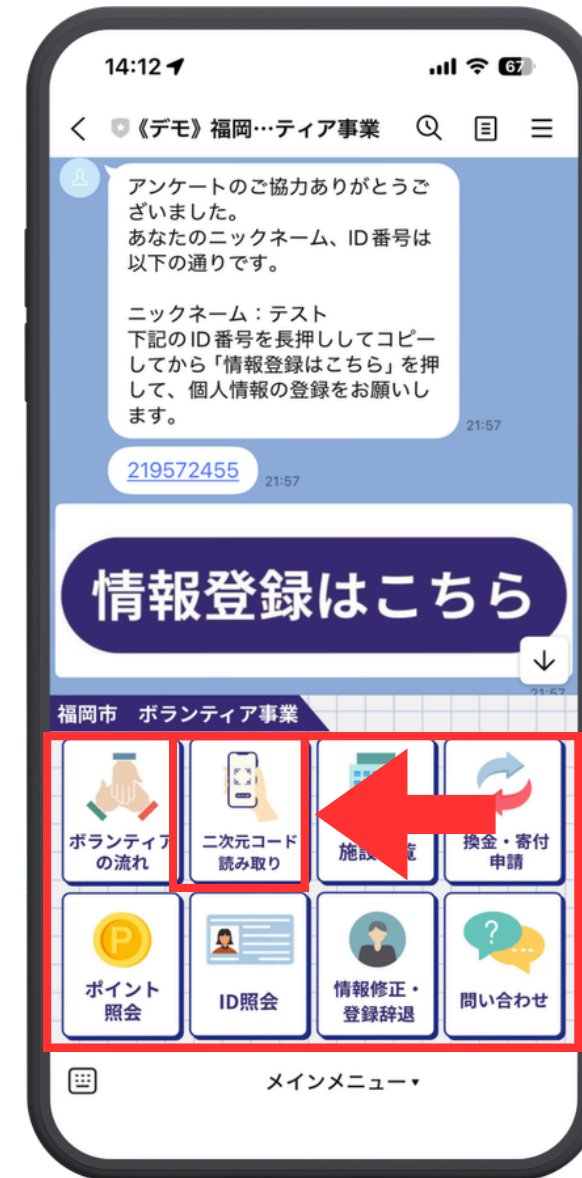 14:12
67
《デモ》福岡…ティア事業
アンケートのご協力ありがとうご
ざいました。
あなたのニックネーム、ID番号は
以下の通りです。
ニックネーム：テスト
下記のID番号を長押ししてコピー
してから「情報登録はこちら」を押
して、個人情報の登録をお願いし
ます。
21:57
219572455
21:57
情報登録はこちら
21:57
福岡市 ボランティア事業
ボランティア
の流れ
二次元コード
読み取り
施設
覧
換金・寄付
申請
P
ポイント
照会
ID照会
情報修正・
登録辞退
?
問い合わせ
メインメニュー▾